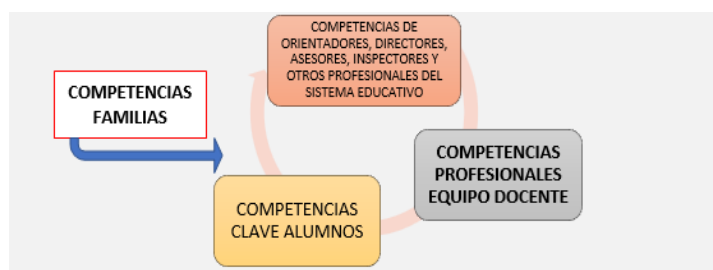 COMPETENCIAS DE
ORIENTADORES, DIRECTORES,
ASESORES, INSPECTORES Y
OTROS PROFESIONALES DEL
SISTEMA EDUCATIVO
COMPETENCIAS
FAMILIAS
COMPETENCIAS
PROFESIONALES
EQUIPO DOCENTE
COMPETENCIAS
CLAVE ALUMNOS